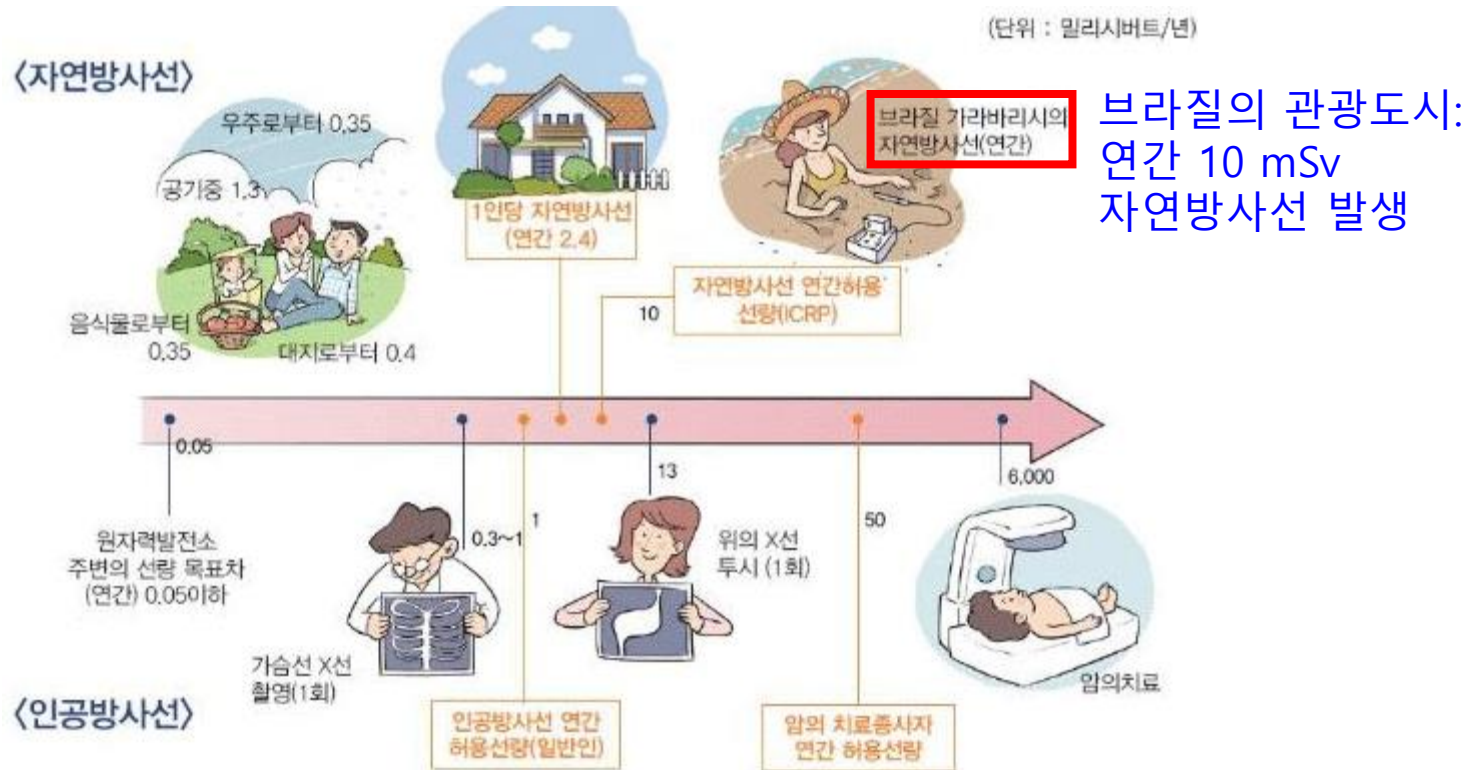 (단위 : 밀리시버트/년)
〈자연방사선〉
우주로부터 0.35
공기중 1.3
음식물로부터
0.35
대지로부터 0.4
1인당 자연방사선
(연간 2.4)
브라질 가라바리시의
자연방사선(연간)
브라질의 관광도시:
연간 10 mSv
자연방사선 발생
10
자연방사선 연간허용
선량(ICRP)
0.05
원자력발전소
주변의 선량 목표차
(연간) 0.05이하
0.3~1
가슴선 X선
촬영(1회)
1
인공방사선 연간
허용선량(일반인)
13
위의 X선
투시 (1회)
50
암의 치료종사자
연간 허용선량
6,000
암의치료
〈인공방사선〉